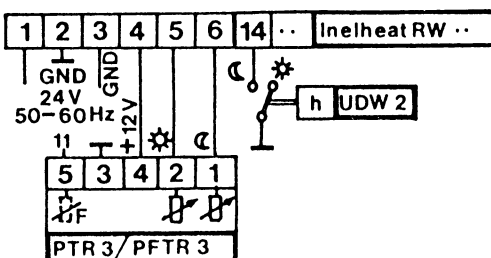 1 2 3 4 5 6 14 ·· Inelheat RW ··
GND
24V
50-60Hz
GND
+12V
h UDW 2
11
5 3 4 2 1
F
PTR 3/PFTR 3